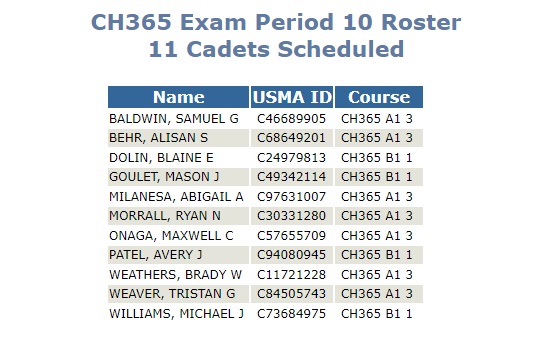 CH365 Exam Period 10 Roster
11 Cadets Scheduled
Name USMA ID Course
BALDWIN, SAMUEL G C46689905 CH365 A1 3
BEHR, ALISAN S C68649201 CH365 A1 3
DOLIN, BLAINE E C24979813 CH365 B1 1
GOULET, MASON J C49342114 CH365 B1 1
MILANESA, ABIGAIL A C97631007 CH365 A1 3
MORRALL, RYAN N C30331280 CH365 A1 3
ONAGA, MAXWELL C C57655709 CH365 A1 3
PATEL, AVERY J C94080945 CH365 B1 1
WEATHERS, BRADY W C11721228 CH365 A1 3
WEAVER, TRISTAN G C84505743 CH365 A1 3
WILLIAMS, MICHAEL J C73684975 CH365 B1 1